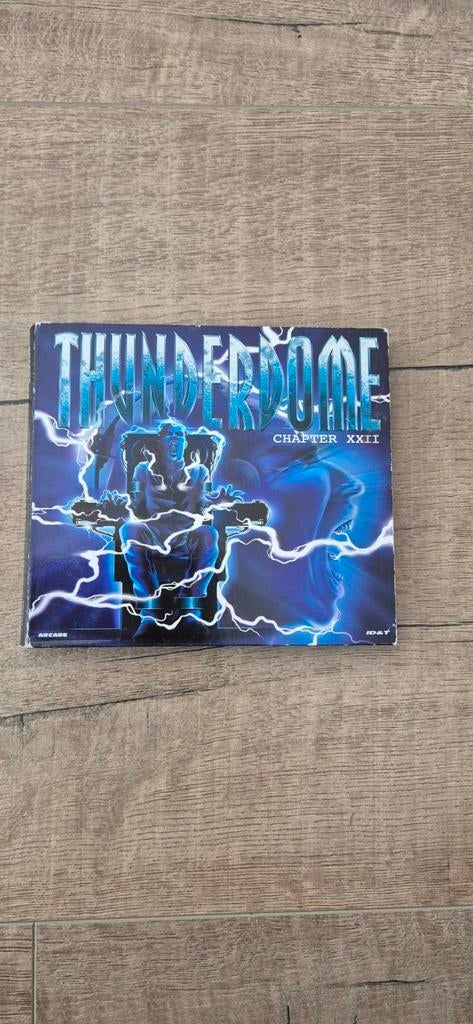 THUNDERDOME
CHAPTER XXII
ARCADE
ID&T